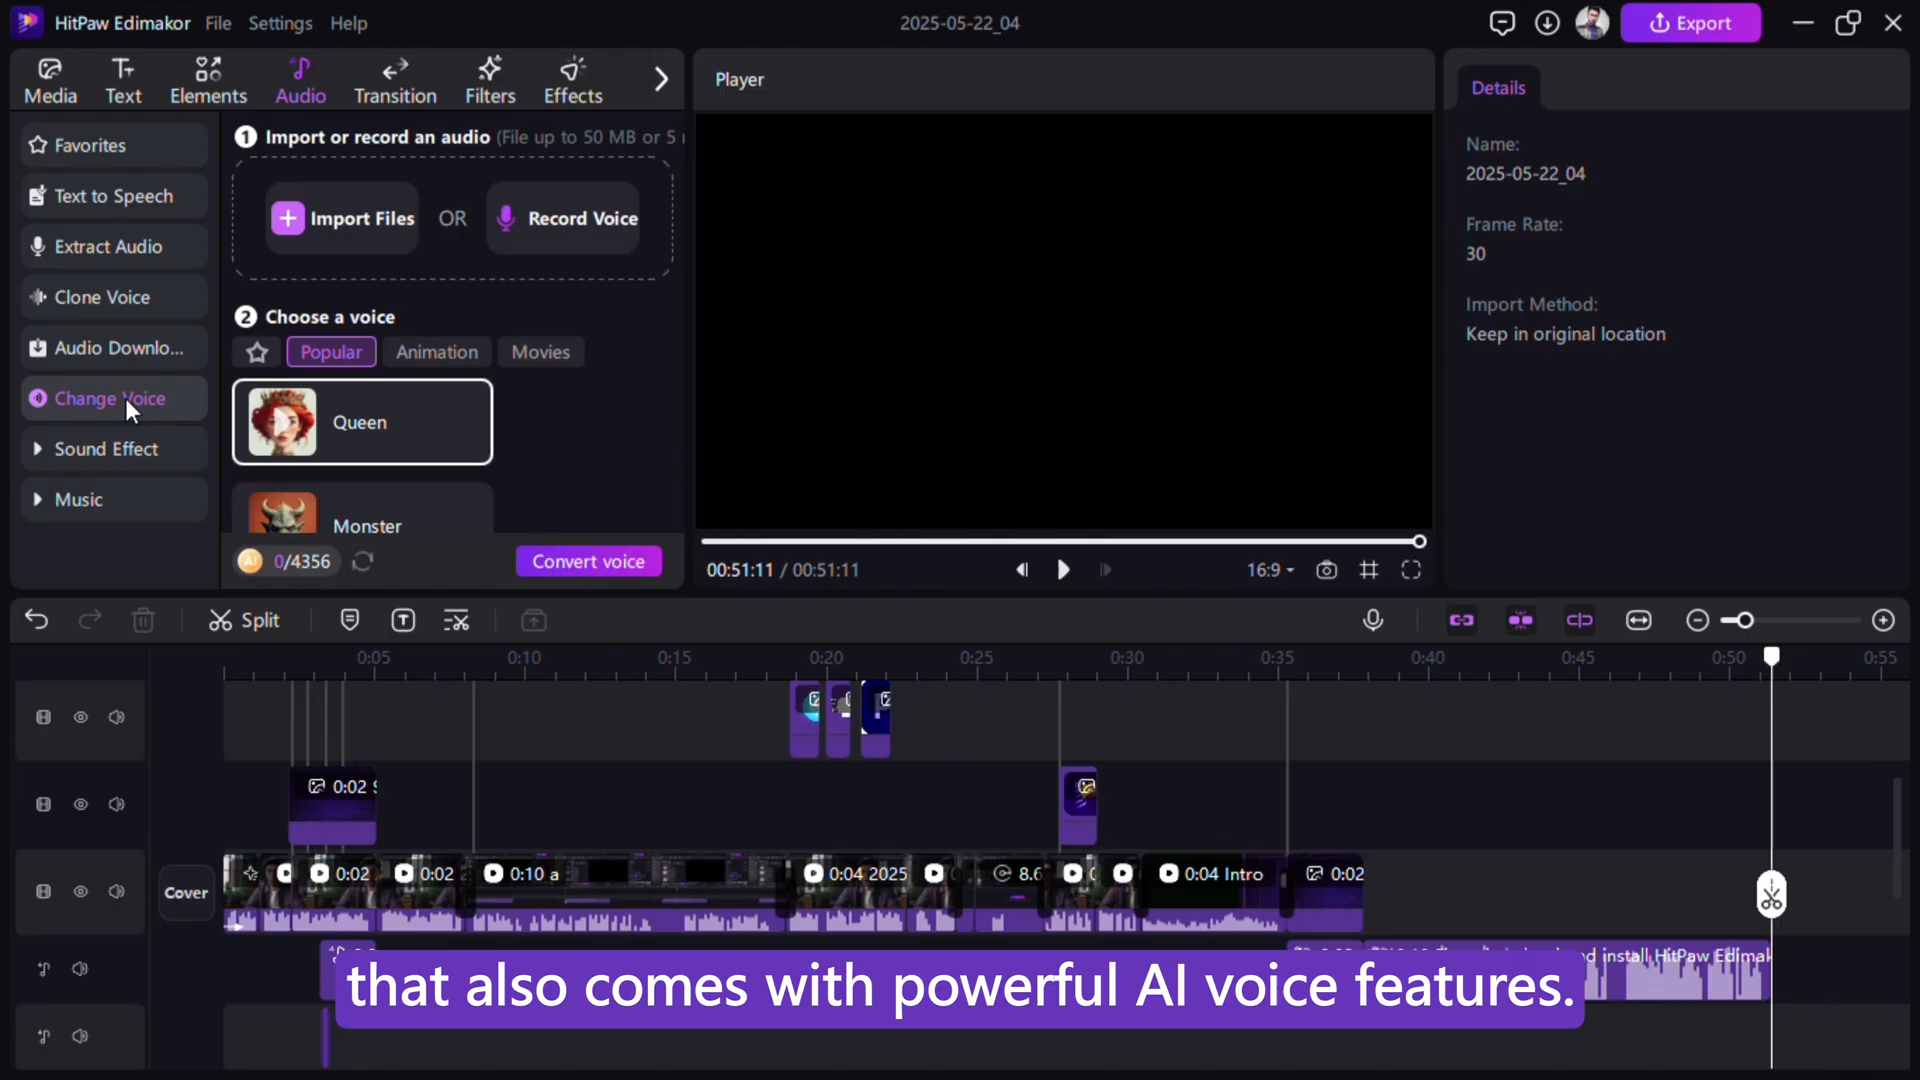 HitPaw Edimakor File Settings Help 2025-05-22_04 Export
Media Text Elements Audio Transition Filters Effects
Player
Details
Favorites
Text to Speech
Extract Audio
Clone Voice
Audio Downlo...
Change Voice
Sound Effect
Music
1 Import or record an audio (File up to 50 MB or 5
Import Files OR Record Voice
2 Choose a voice
Popular Animation Movies
Queen
Monster
AI 0/4356 Convert voice
00:51:11 / 00:51:11 16:9
Name:
2025-05-22_04
Frame Rate:
30
Import Method:
Keep in original location
Split
0:05 0:10 0:15 0:20 0:25 0:30 0:35 0:40 0:45 0:50 0:55
0:02
Cover
0:02 0:02 0:10 a 0:04 2025 8.6 0:04 Intro 0:02
install HitPaw Edimak
that also comes with powerful AI voice features.